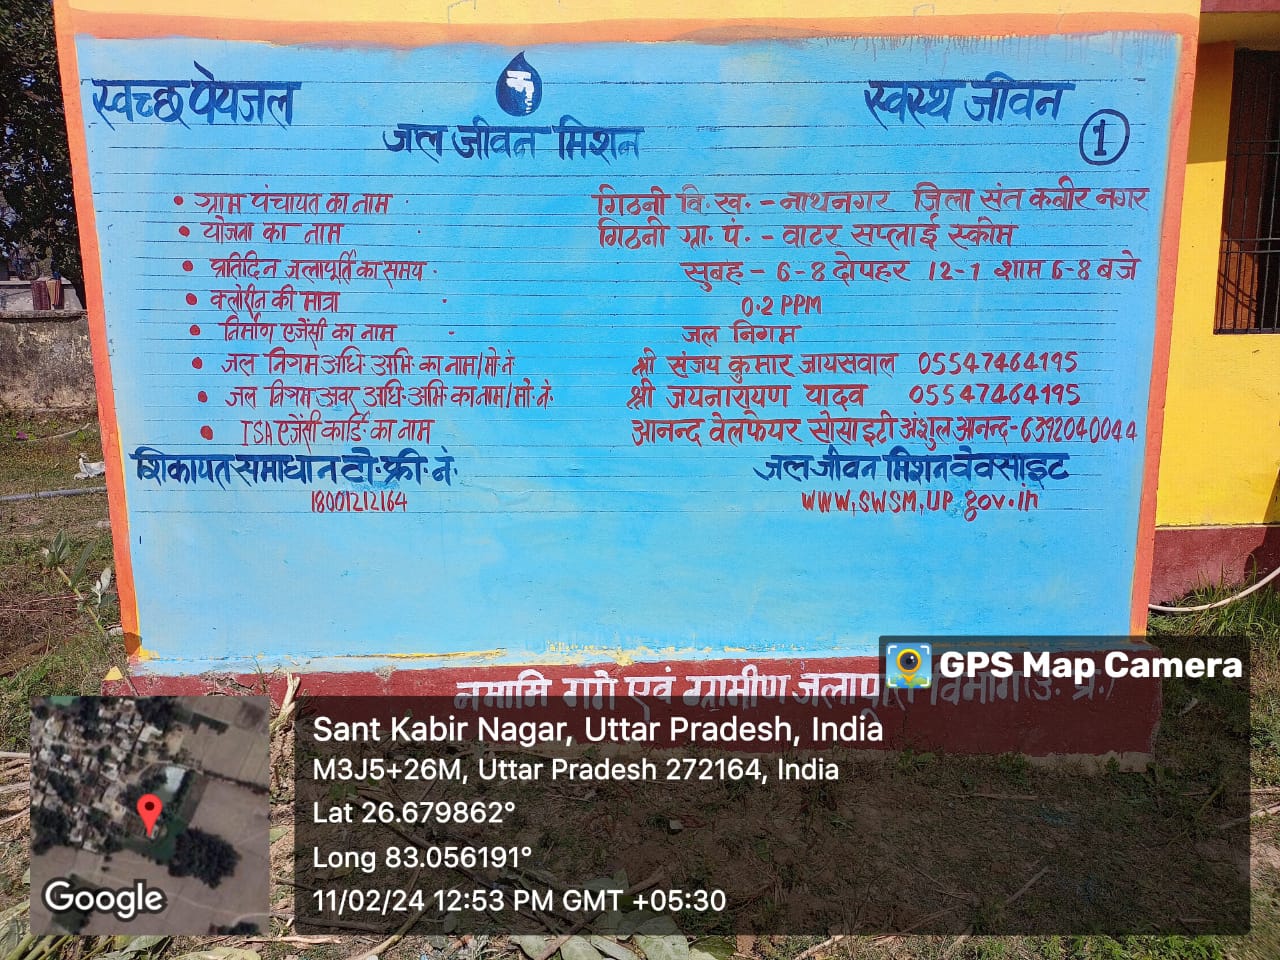 स्वच्छ पेयजल
स्वस्थ जीवन
जल जीवन मिशन
1
• ग्राम पंचायत का नाम गिठनी वि. ख. - नाथनगर जिला संत कबीर नगर
• योजना का नाम गिठनी ग्रा. पं. - वाटर सप्लाई स्कीम
• प्रतिदिन जलापूर्ति का समय सुबह - 6-8 दोपहर 12-1 शाम 6-8 बजे
• क्लोरीन की मात्रा 0.2 PPM
• निर्माण एजेंसी का नाम जल निगम
• जल निगम अधि. अभि. का नाम/मो. नं. श्री संजय कुमार जायसवाल 05547464195
• जल निगम अवर अधि. अभि. का नाम/मो. नं. श्री जयनारायण यादव 05547464195
• ISA एजेंसी कार्डि. का नाम आनन्द वेलफेयर सोसाइटी अंशुल आनन्द-6392040044
शिकायत समाधान टो. फ्री. नं. जल जीवन मिशन वेवसाइट
18001212164 www.swsm.up.gov.in
नमामि गंगे एवं ग्रामीण जलापूर्ति विभाग (उ. प्र.)
GPS Map Camera
Sant Kabir Nagar, Uttar Pradesh, India
M3J5+26M, Uttar Pradesh 272164, India
Lat 26.679862°
Long 83.056191°
11/02/24 12:53 PM GMT +05:30
Google